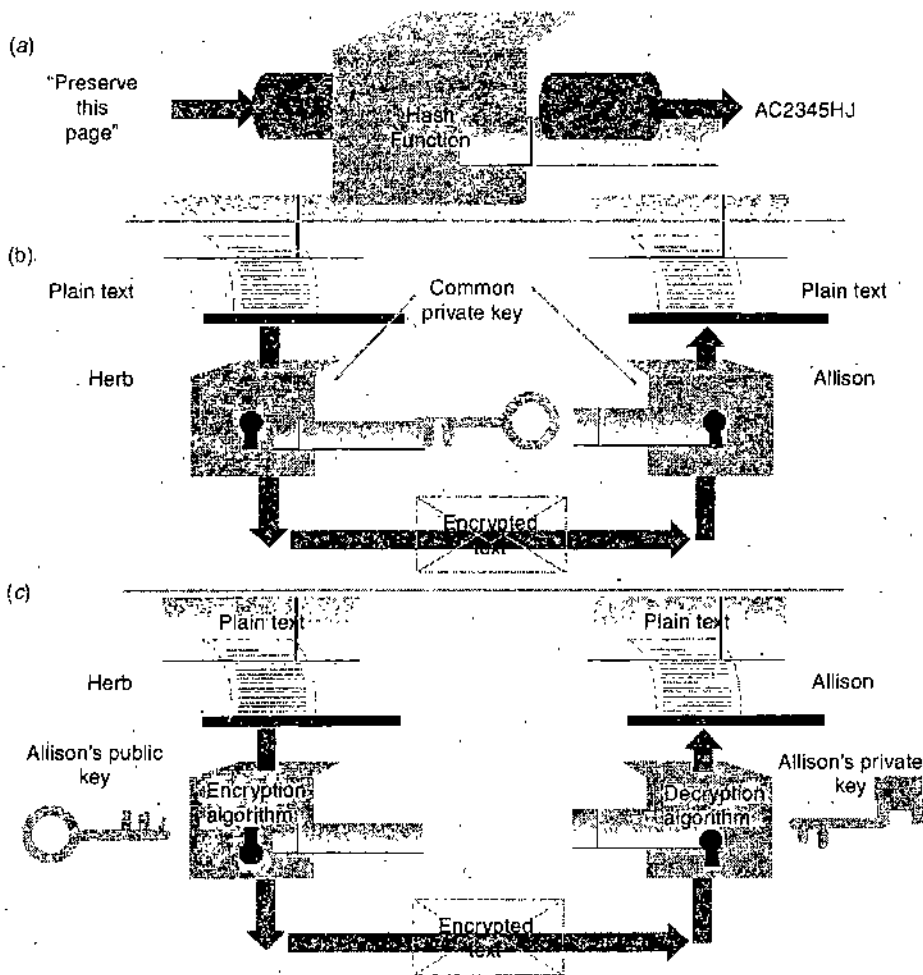 (a)
"Preserve
this
page"
Hash
Function
AC2345HJ
(b)
Plain text
Common
private key
Plain text
Herb
Allison
Encrypted
text
(c)
Plain text
Plain text
Herb
Allison
Allison's public
key
Encryption
algorithm
Decryption
algorithm
Allison's private
key
Encrypted
text